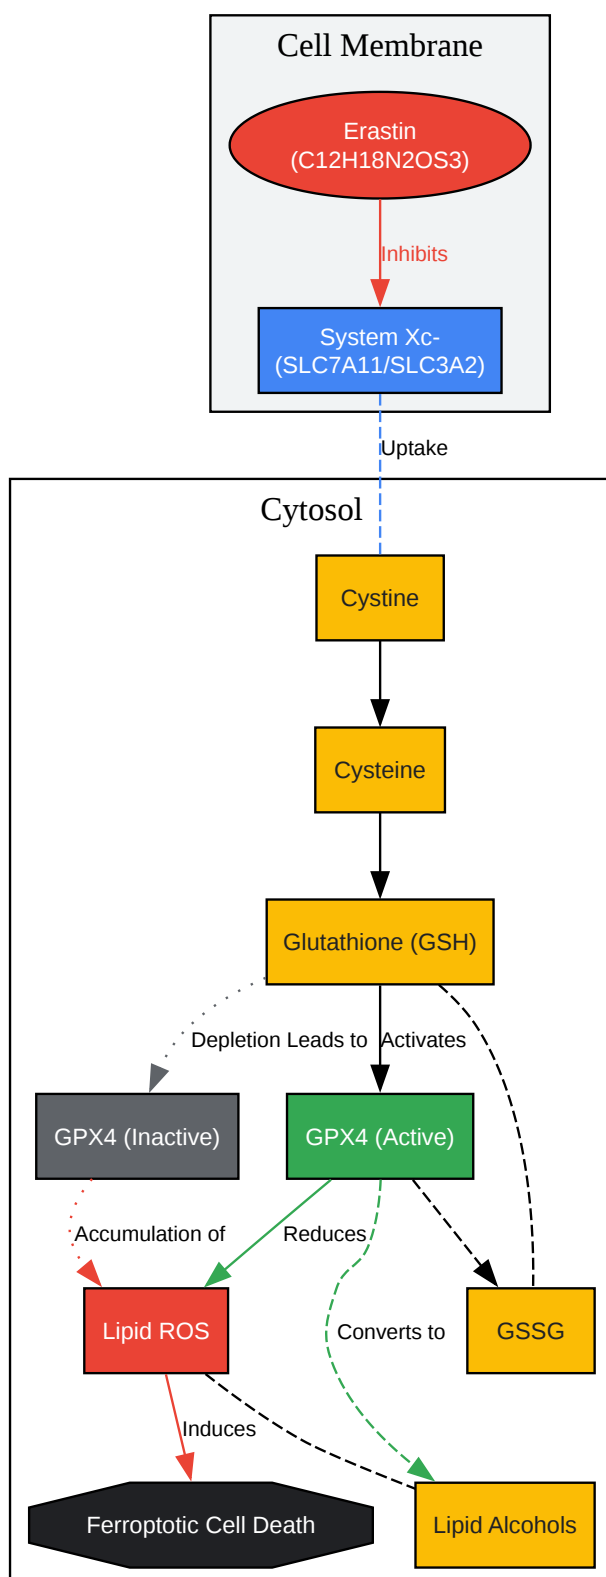 Cell Membrane
Erastin
(C12H18N2OS3)
Inhibits
System Xc-
(SLC7A11/SLC3A2)
Uptake
Cytosol
Cystine
Cysteine
Glutathione (GSH)
Depletion Leads to
Activates
GPX4 (Inactive)
GPX4 (Active)
Accumulation of
Reduces
Lipid ROS
Converts to
GSSG
Induces
Ferroptotic Cell Death
Lipid Alcohols